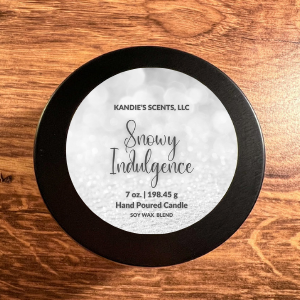 KANDIE'S SCENTS, LLC
Snowy
Indulgence
7 oz. | 198.45 g
Hand Poured Candle
SOY WAX BLEND